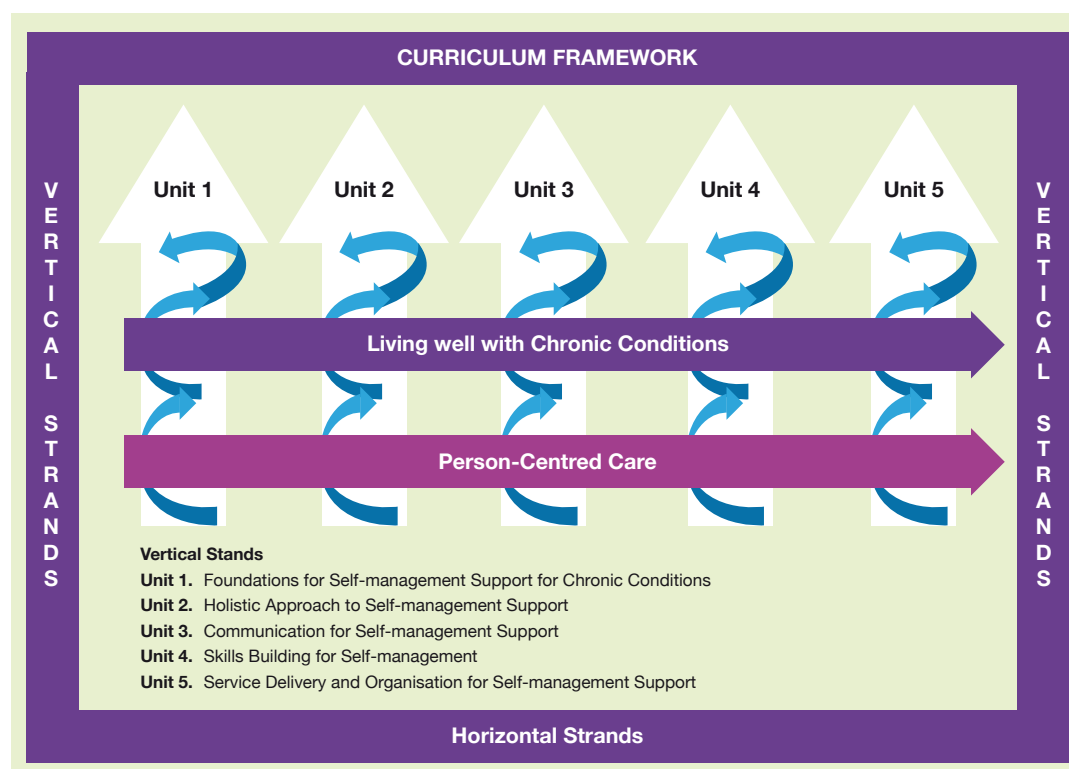 CURRICULUM FRAMEWORK
VERTICAL STRANDS
Unit 1
Unit 2
Unit 3
Unit 4
Unit 5
VERTICAL STRANDS
Living well with Chronic Conditions
Person-Centred Care
Vertical Stands
Unit 1. Foundations for Self-management Support for Chronic Conditions
Unit 2. Holistic Approach to Self-management Support
Unit 3. Communication for Self-management Support
Unit 4. Skills Building for Self-management
Unit 5. Service Delivery and Organisation for Self-management Support
Horizontal Strands